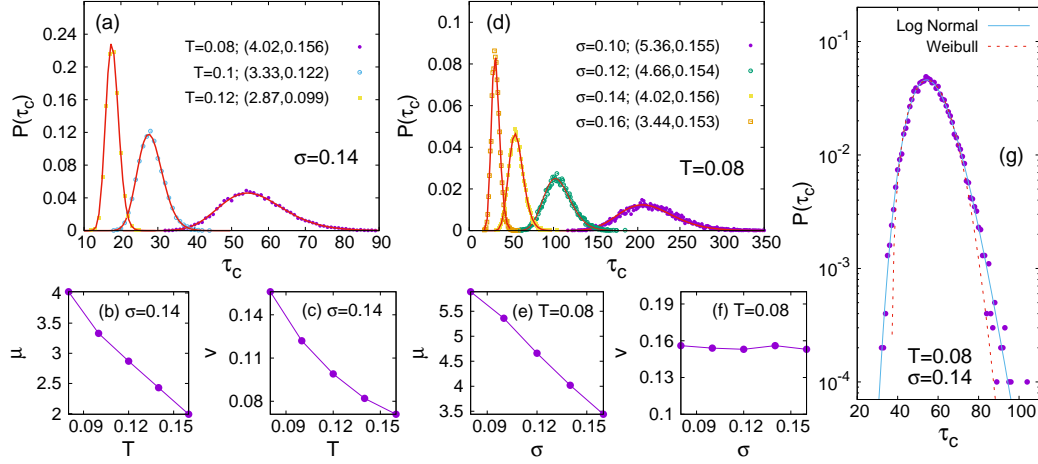 (a)
T=0.08; (4.02,0.156)
T=0.1; (3.33,0.122)
T=0.12; (2.87,0.099)
σ=0.14
P(τc)
0.24
0.2
0.16
0.12
0.08
0.04
0
10 20 30 40 50 60 70 80 90
τc
(d)
σ=0.10; (5.36,0.155)
σ=0.12; (4.66,0.154)
σ=0.14; (4.02,0.156)
σ=0.16; (3.44,0.153)
T=0.08
P(τc)
0.1
0.08
0.06
0.04
0.02
0
0 50 100 150 200 250 300 350
τc
(b) σ=0.14
μ
4
3.5
3
2.5
2
0.09 0.12 0.15
T
(c) σ=0.14
ν
0.14
0.12
0.09
0.07
0.09 0.12 0.15
T
(e) T=0.08
μ
5.5
5
4.5
4
3.5
0.09 0.12 0.15
σ
(f) T=0.08
ν
0.19
0.16
0.13
0.1
0.09 0.12 0.15
σ
Log Normal
Weibull
(g)
P(τc)
10-1
10-2
10-3
10-4
T=0.08
σ=0.14
20 40 60 80 100
τc